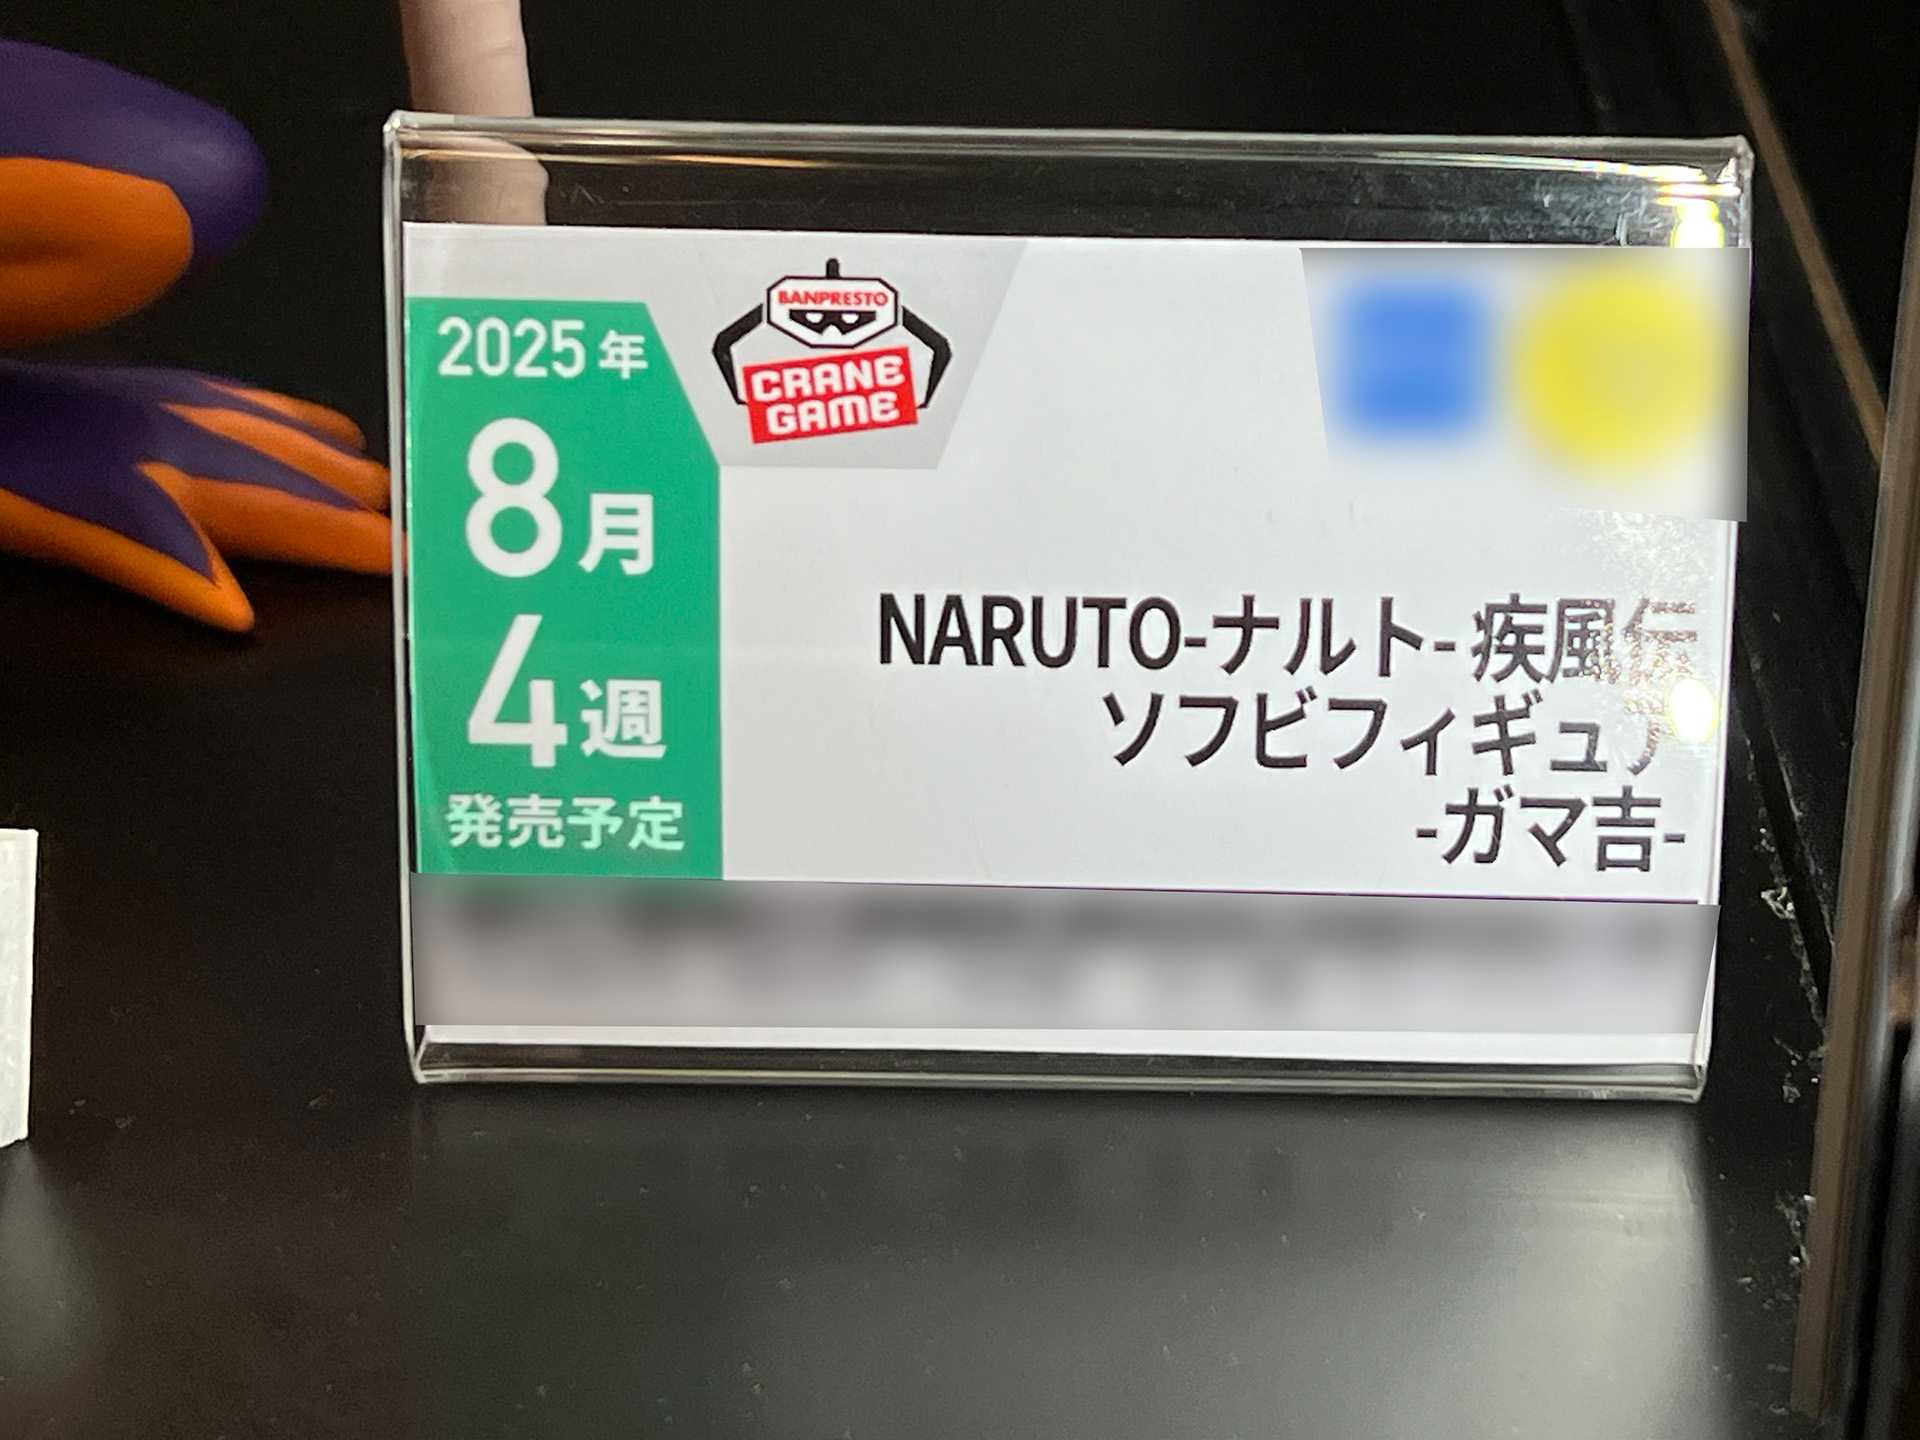 2025年
8月
4週
発売予定
BANPRESTO
CRANE
GAME
NARUTO-ナルト- 疾風伝
ソフビフィギュア
-ガマ吉-